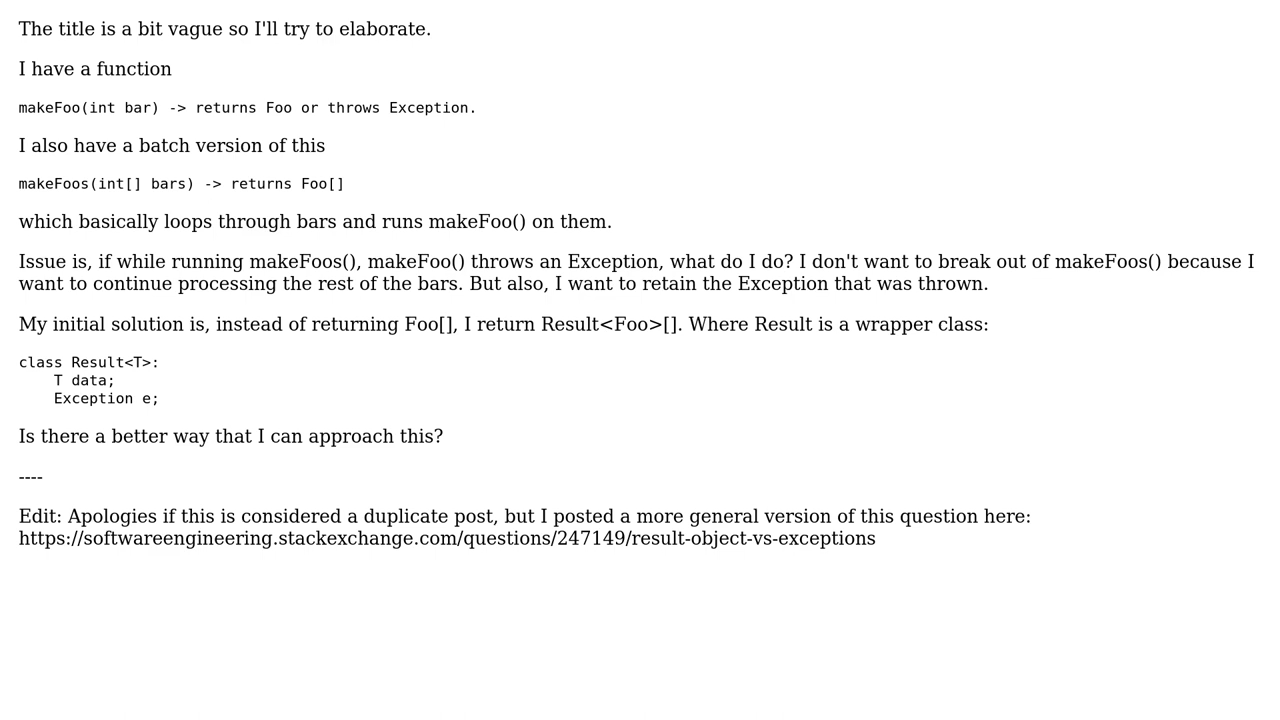 The title is a bit vague so I'll try to elaborate.
I have a function
makeFoo(int bar) -> returns Foo or throws Exception.
I also have a batch version of this
makeFoos(int[] bars) -> returns Foo[]
which basically loops through bars and runs makeFoo() on them.
Issue is, if while running makeFoos(), makeFoo() throws an Exception, what do I do? I don't want to break out of makeFoos() because I
want to continue processing the rest of the bars. But also, I want to retain the Exception that was thrown.
My initial solution is, instead of returning Foo[], I return Result<Foo>[]. Where Result is a wrapper class:
class Result<T>:
    T data;
    Exception e;
Is there a better way that I can approach this?
----
Edit: Apologies if this is considered a duplicate post, but I posted a more general version of this question here:
https://softwareengineering.stackexchange.com/questions/247149/result-object-vs-exceptions